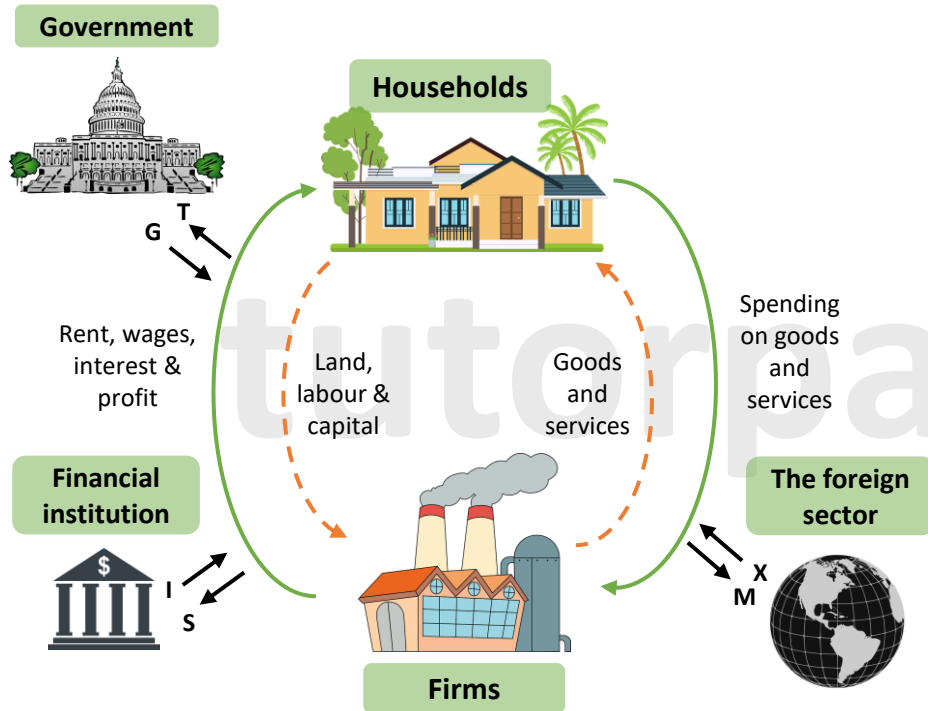 Government
Households
T
G
Rent, wages,
interest &
profit
Land,
labour &
capital
Goods
and
services
Spending
on goods
and
services
tutorpa
Financial
institution
The foreign
sector
$
I
S
X
M
Firms